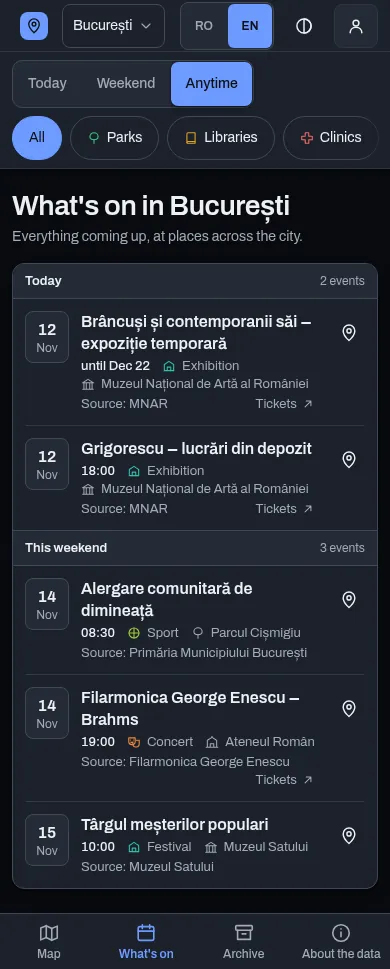 București RO EN
Today Weekend Anytime
All Parks Libraries Clinics
What's on in București
Everything coming up, at places across the city.
Today 2 events
12 Nov
Brâncuși și contemporanii săi –
expoziție temporară
until Dec 22 Exhibition
Muzeul Național de Artă al României
Source: MNAR Tickets ↗
12 Nov
Grigorescu – lucrări din depozit
18:00 Exhibition
Muzeul Național de Artă al României
Source: MNAR Tickets ↗
This weekend 3 events
14 Nov
Alergare comunitară de
dimineață
08:30 Sport Parcul Cișmigiu
Source: Primăria Municipiului București
14 Nov
Filarmonica George Enescu –
Brahms
19:00 Concert Ateneul Român
Source: Filarmonica George Enescu
Tickets ↗
15 Nov
Târgul meșterilor populari
10:00 Festival Muzeul Satului
Source: Muzeul Satului
Map What's on Archive About the data